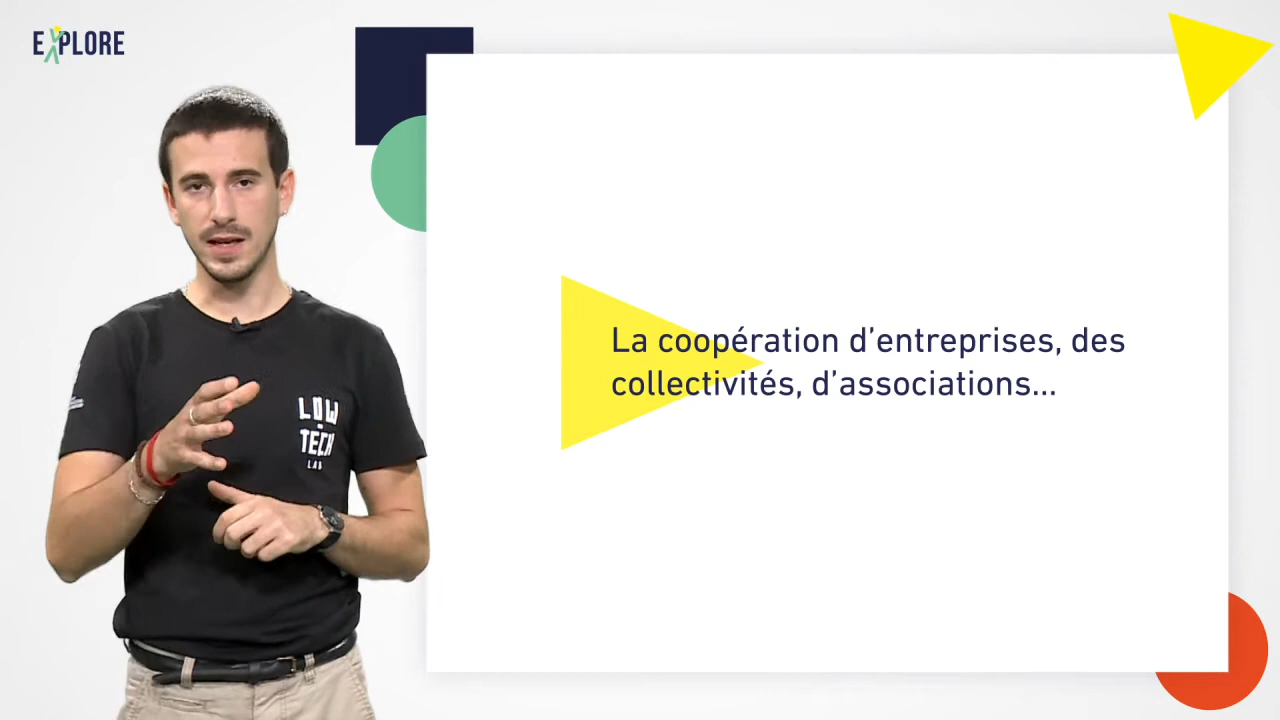 EXPLORE
La coopération d’entreprises, des
collectivités, d’associations...
LOW
-
TECH
LAB